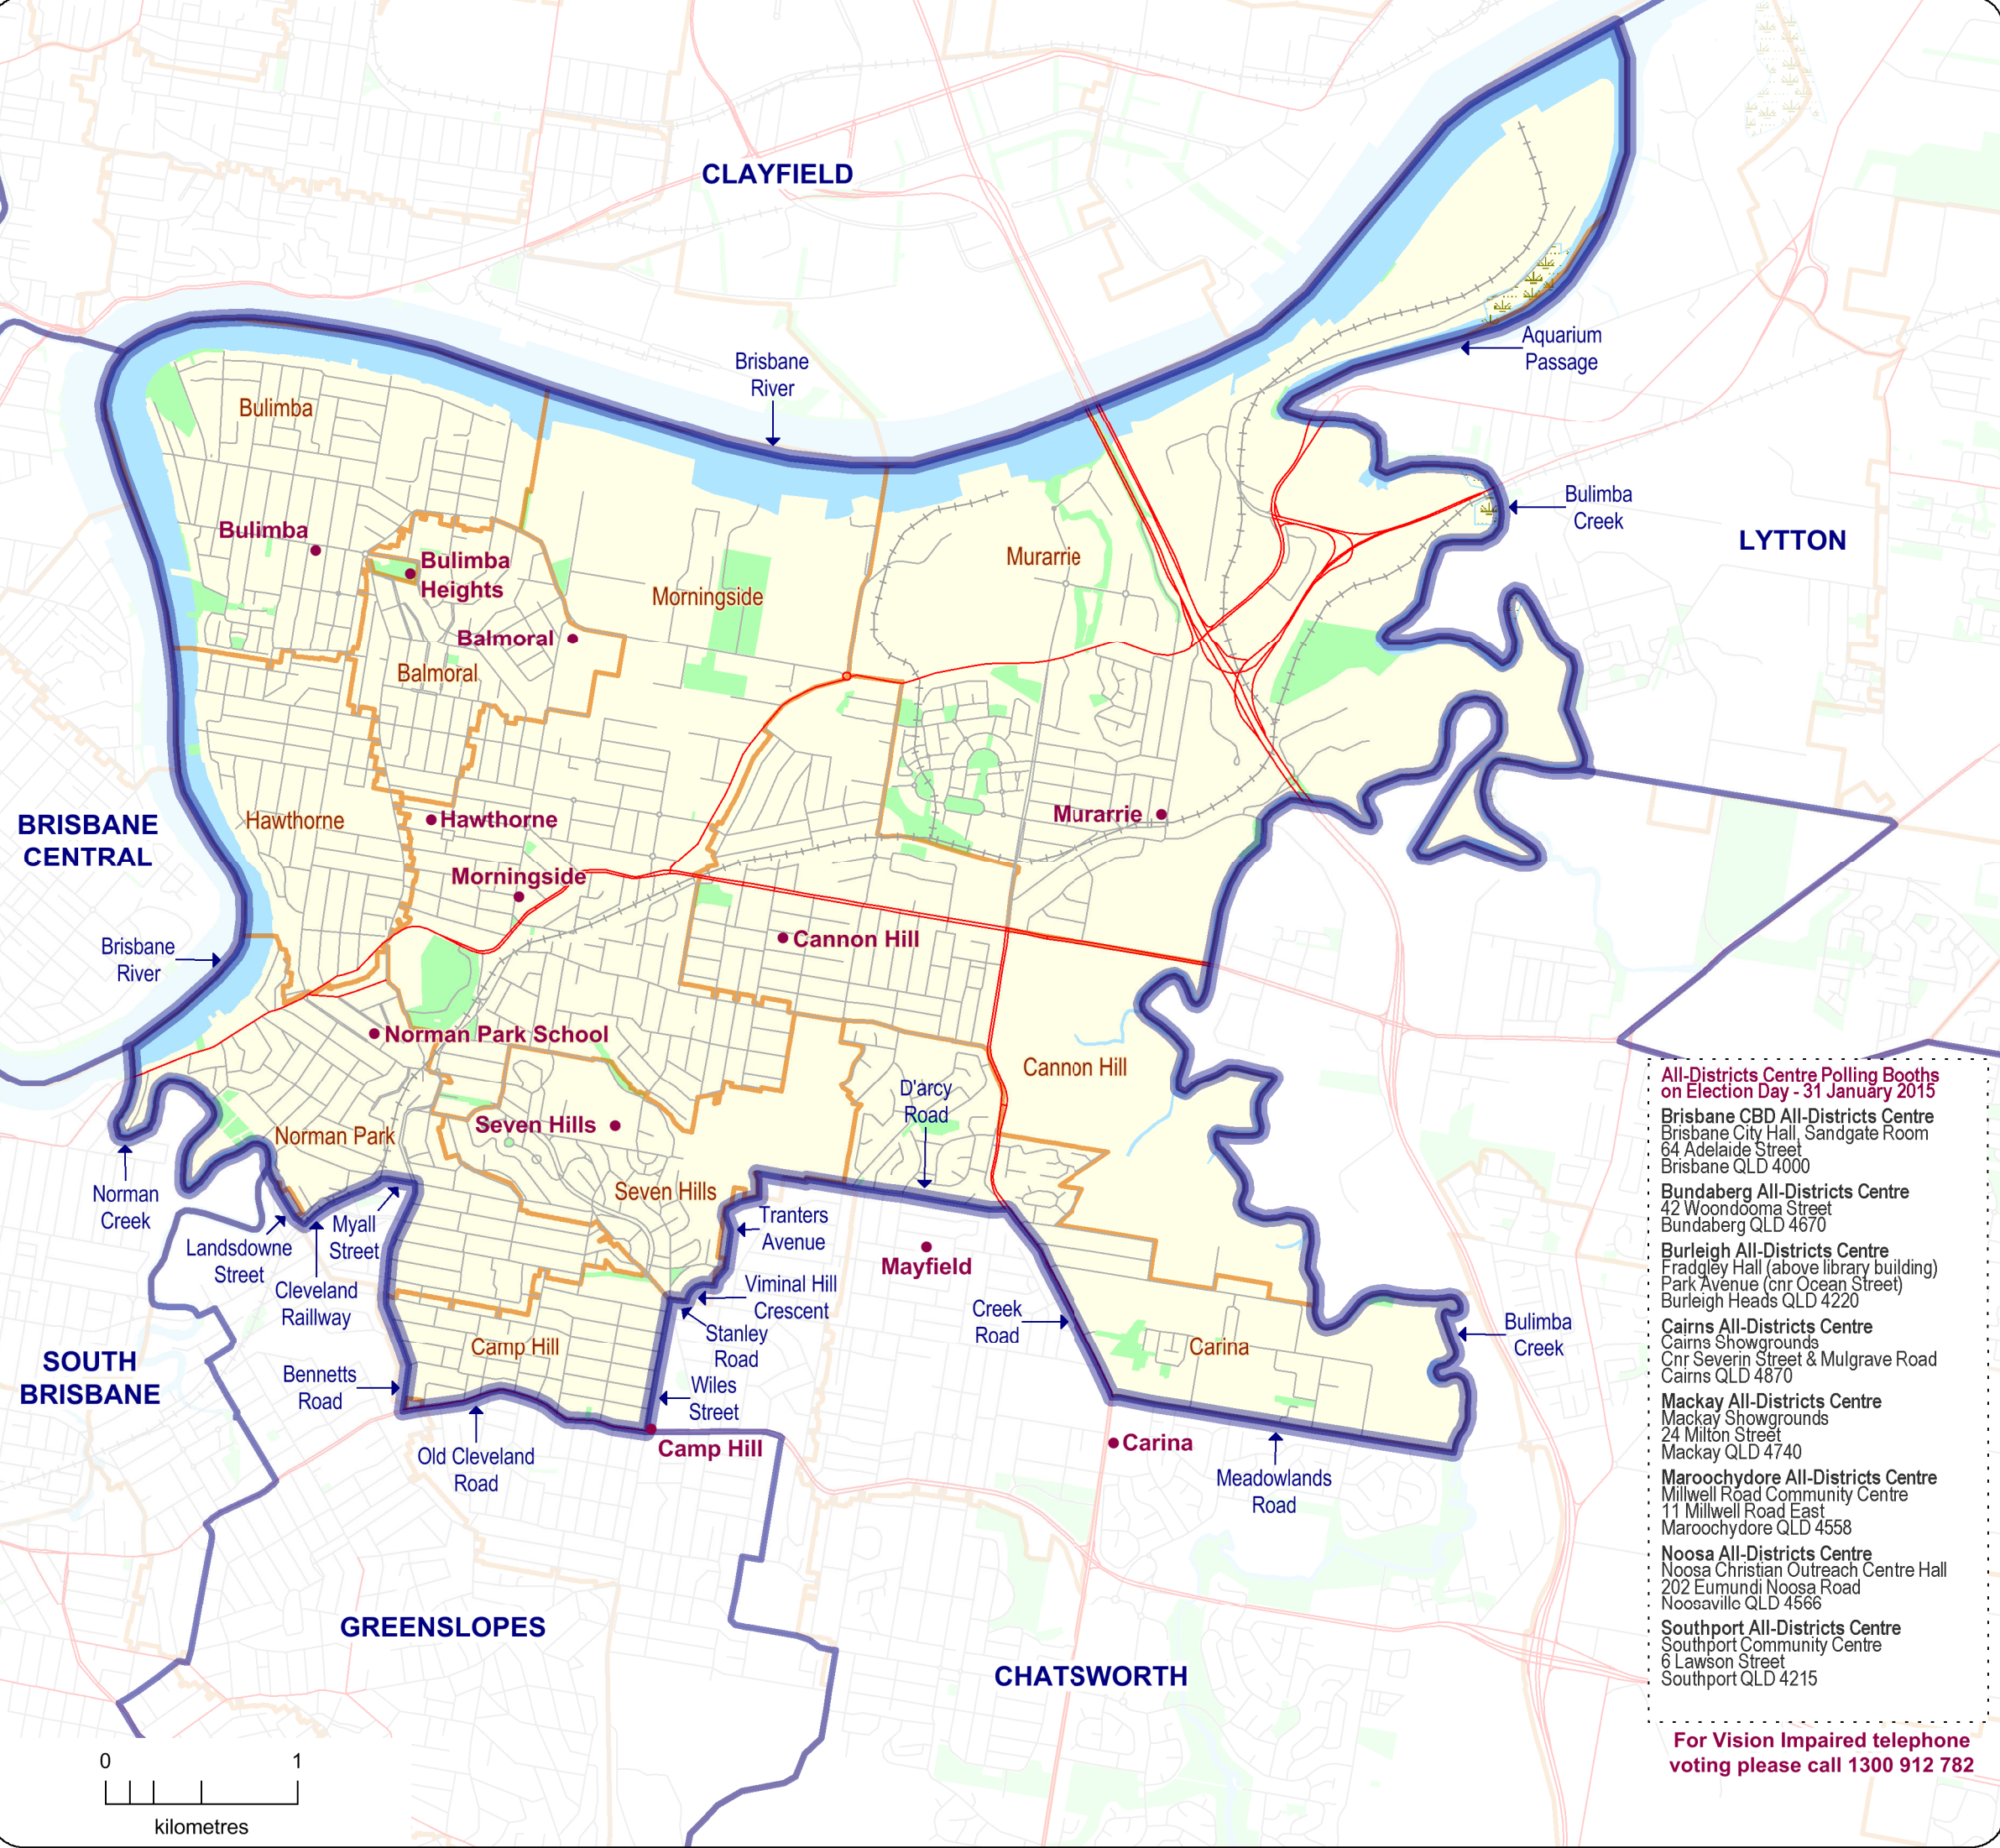 CLAYFIELD
Brisbane
River
Aquarium
Passage
Bulimba
Bulimba
Creek
LYTTON
Bulimba
Bulimba
Heights
Murarrie
Morningside
Balmoral
Balmoral
BRISBANE
CENTRAL
Hawthorne
Hawthorne
Murarrie
Morningside
Cannon Hill
Brisbane
River
Norman Park School
Cannon Hill
D'arcy
Road
Seven Hills
Norman Park
Seven Hills
Norman
Creek
Landsdowne
Street
Myall
Street
Cleveland
Raillway
Tranters
Avenue
Mayfield
Viminal Hill
Crescent
Stanley
Road
Creek
Road
Bulimba
Creek
Camp Hill
Carina
SOUTH
BRISBANE
Bennetts
Road
Wiles
Street
Old Cleveland
Road
Camp Hill
Carina
Meadowlands
Road
GREENSLOPES
CHATSWORTH
All-Districts Centre Polling Booths
on Election Day - 31 January 2015
Brisbane CBD All-Districts Centre
Brisbane City Hall, Sandgate Room
64 Adelaide Street
Brisbane QLD 4000
Bundaberg All-Districts Centre
42 Woondooma Street
Bundaberg QLD 4670
Burleigh All-Districts Centre
Fradgley Hall (above library building)
Park Avenue (cnr Ocean Street)
Burleigh Heads QLD 4220
Cairns All-Districts Centre
Cairns Showgrounds
Cnr Severin Street & Mulgrave Road
Cairns QLD 4870
Mackay All-Districts Centre
Mackay Showgrounds
24 Milton Street
Mackay QLD 4740
Maroochydore All-Districts Centre
Millwell Road Community Centre
11 Millwell Road East
Maroochydore QLD 4558
Noosa All-Districts Centre
Noosa Christian Outreach Centre Hall
202 Eumundi Noosa Road
Noosaville QLD 4566
Southport All-Districts Centre
Southport Community Centre
6 Lawson Street
Southport QLD 4215
For Vision Impaired telephone
voting please call 1300 912 782
0 1
kilometres